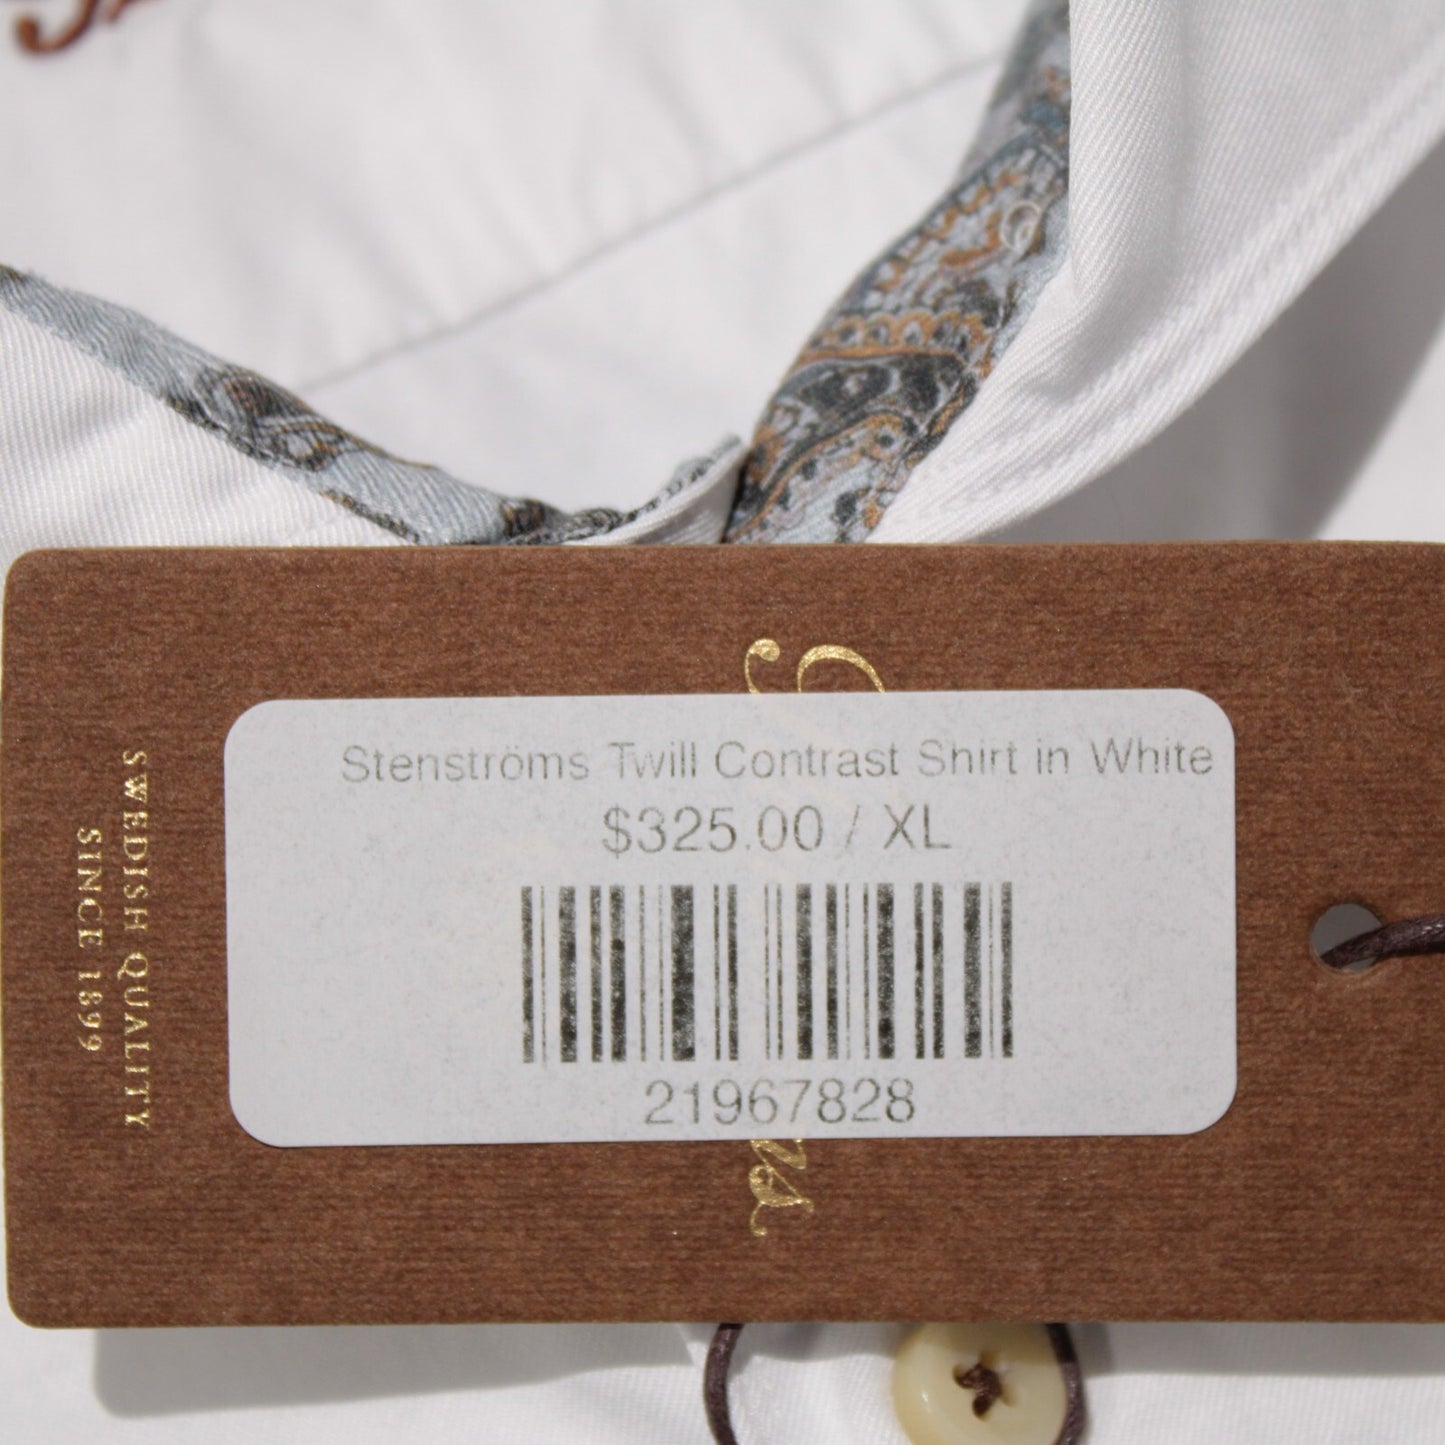 Stenströms Twill Contrast Shirt in White
$325.00 / XL
21967828
SWEDISH QUALITY
SINCE 1899